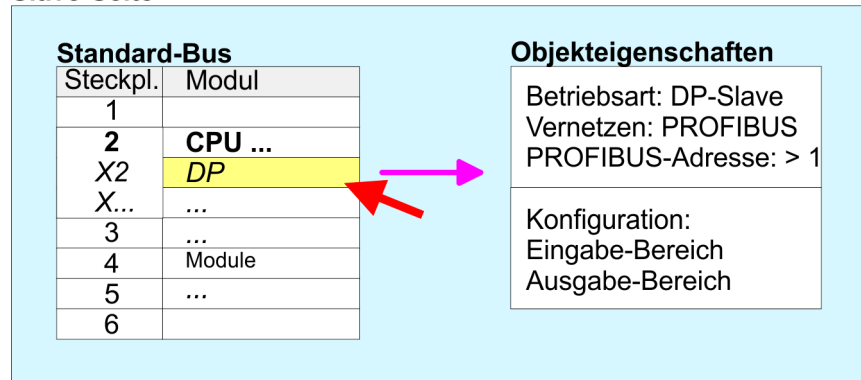 Standard-Bus
Steckpl. Modul
1
2 CPU ...
X2 DP
X... ...
3 ...
4 Module
5 ...
6
Objekteigenschaften
Betriebsart: DP-Slave
Vernetzen: PROFIBUS
PROFIBUS-Adresse: > 1
Konfiguration:
Eingabe-Bereich
Ausgabe-Bereich